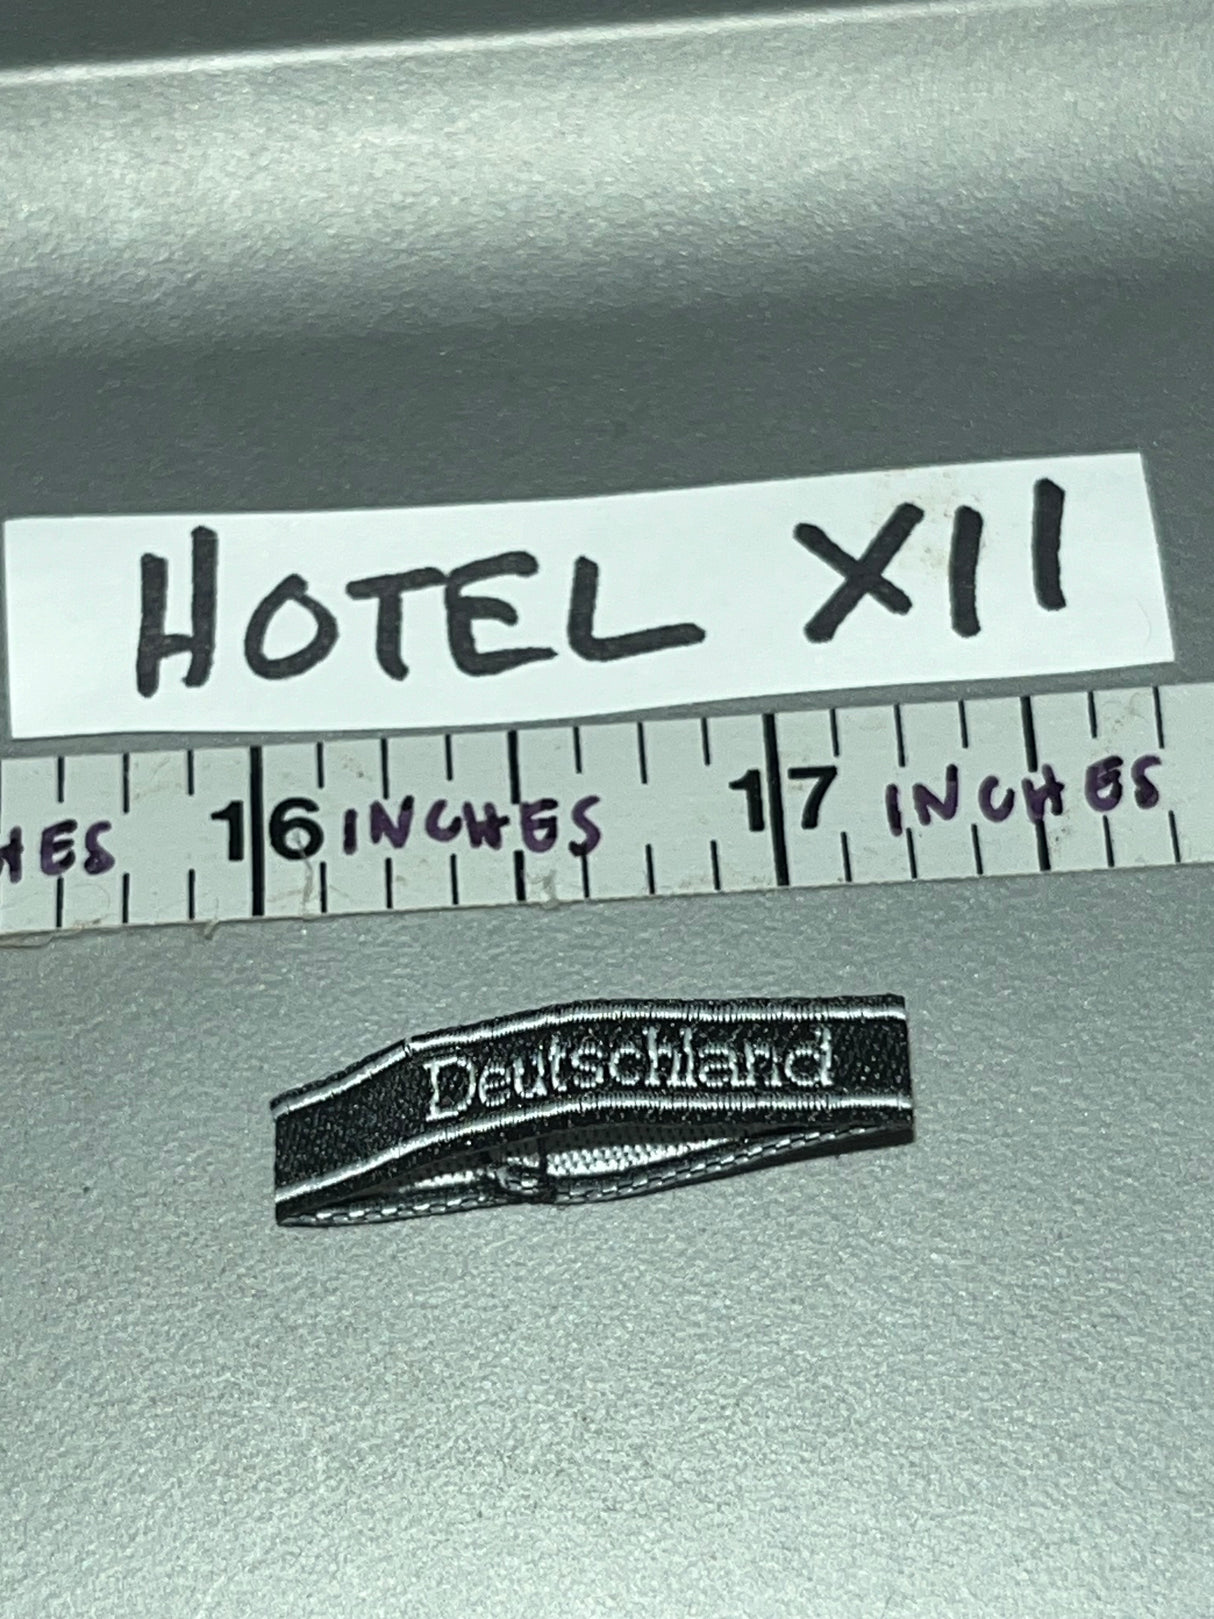 HOTEL XII
HES 16 INCHES 17 INCHES
Deutschland